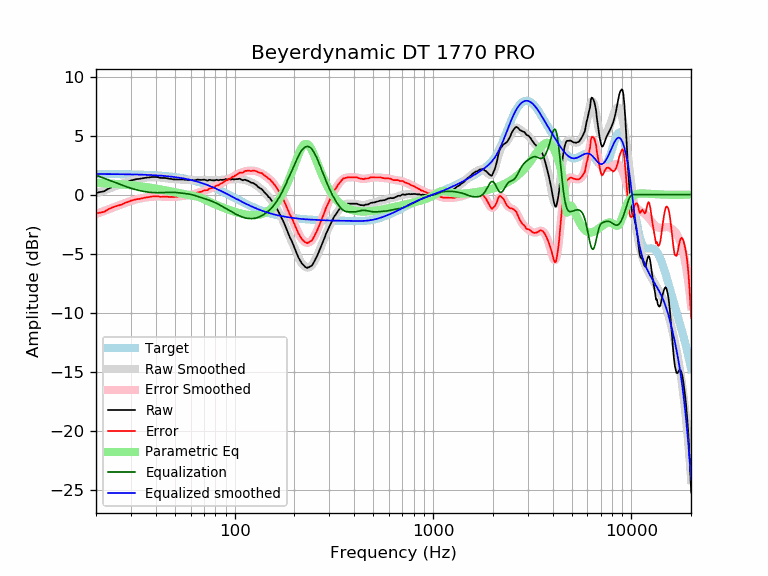 Beyerdynamic DT 1770 PRO
10
5
0
−5
−10
−15
−20
−25
Amplitude (dBr)
Target
Raw Smoothed
Error Smoothed
Raw
Error
Parametric Eq
Equalization
Equalized smoothed
100
1000
10000
Frequency (Hz)